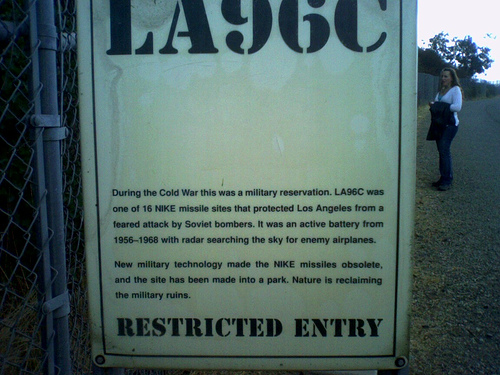 LA96C
During the Cold War this was a military reservation. LA96C was
one of 16 NIKE missile sites that protected Los Angeles from a
feared attack by Soviet bombers. It was an active battery from
1956–1968 with radar searching the sky for enemy airplanes.
New military technology made the NIKE missiles obsolete,
and the site has been made into a park. Nature is reclaiming
the military ruins.
RESTRICTED ENTRY